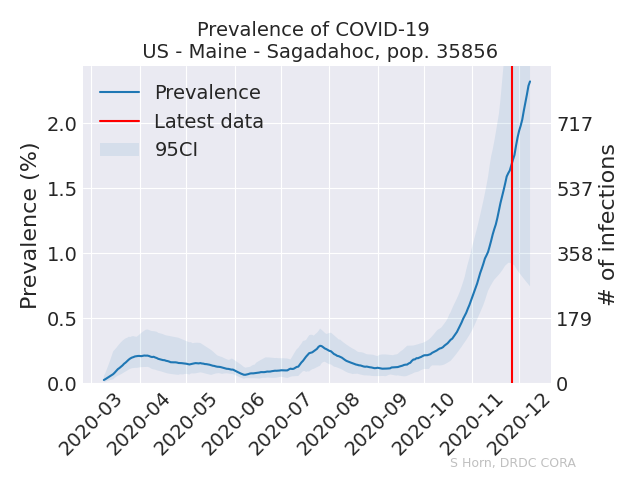 Prevalence of COVID-19
US - Maine - Sagadahoc, pop. 35856
Prevalence
Latest data
95CI
Prevalence (%)
2.0
1.5
1.0
0.5
0.0
717
537
358
179
0
# of infections
2020-03
2020-04
2020-05
2020-06
2020-07
2020-08
2020-09
2020-10
2020-11
2020-12
S Horn, DRDC CORA